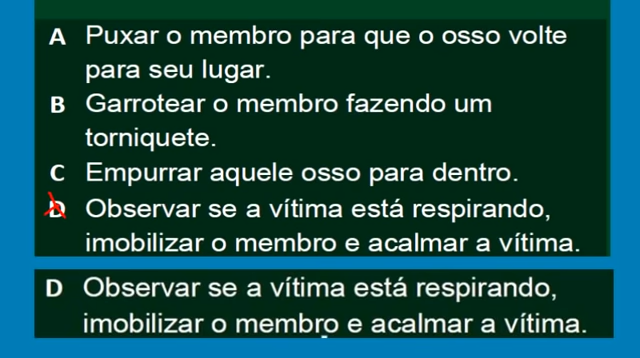 A Puxar o membro para que o osso volte
para seu lugar.
B Garrotear o membro fazendo um
torniquete.
C Empurrar aquele osso para dentro.
D Observar se a vítima está respirando,
imobilizar o membro e acalmar a vítima.
D Observar se a vítima está respirando,
imobilizar o membro e acalmar a vítima.